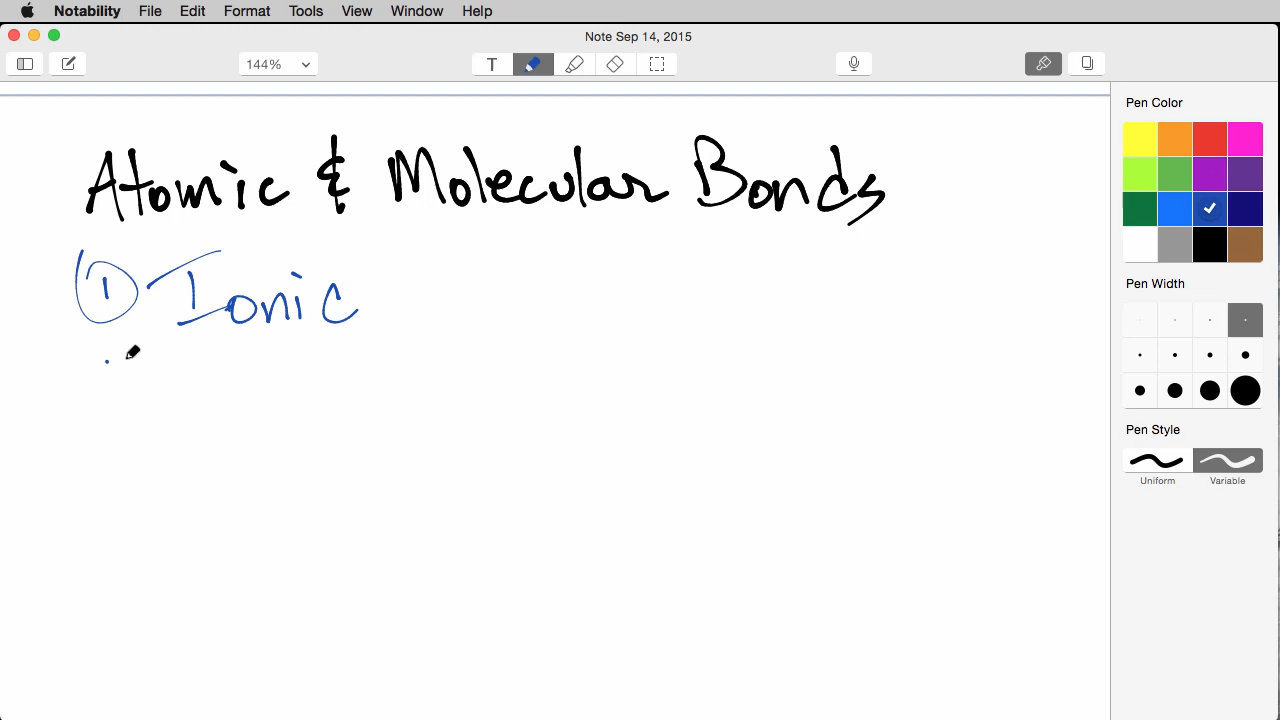 Notability File Edit Format Tools View Window Help
Note Sep 14, 2015
144% T
Pen Color
Atomic & Molecular Bonds
① Ionic
Pen Width
Pen Style
Uniform Variable